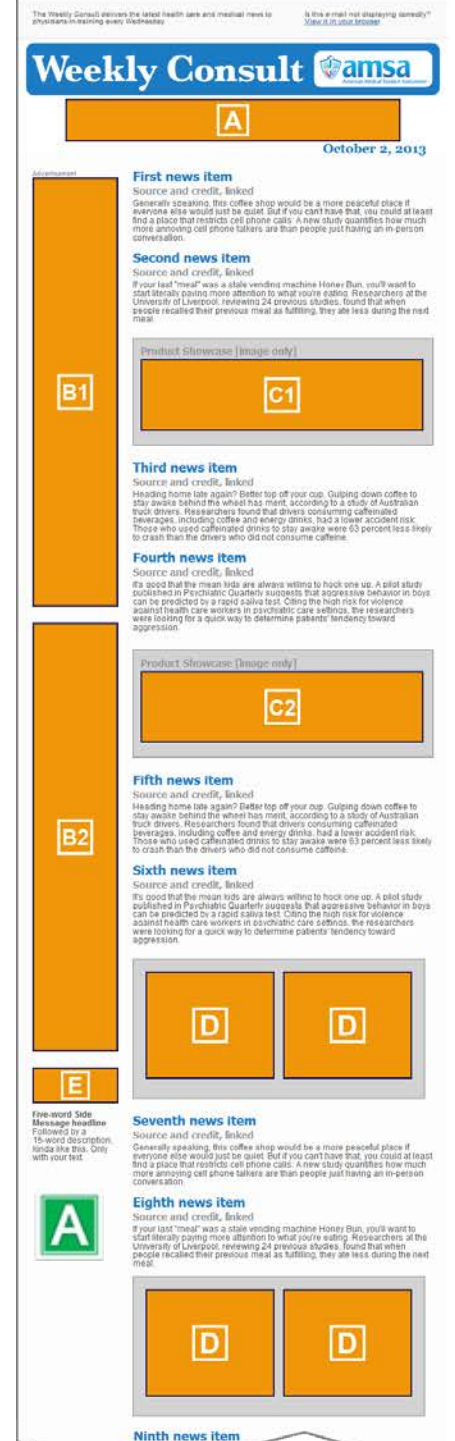 The Weekly Consult delivers the latest health care and medical news to
physicians-in-training every Wednesday.
Is this e-mail not displaying correctly?
View it in your browser
Weekly Consult
amsa
American Medical Student Association
A
October 2, 2013
Advertisement
B1
First news item
Source and credit, linked
Generally speaking, this coffee shop would be a more peaceful place if
everyone else would just be quiet. But if you can't have that, you could at least
find a place that restricts cell phone calls. A new study quantifies how much
more annoying cell phone talkers are than people just having an in-person
conversation.
Second news item
Source and credit, linked
If your last "meal" was a stale vending machine Honey Bun, you'll want to
start literally paying more attention to what you're eating. Researchers at the
University of Liverpool, reviewing 24 previous studies, found that when
people recalled their previous meal as fulfilling, they ate less during the next
meal.
Product Showcase [image only]
C1
Third news item
Source and credit, linked
Heading home late again? Better top off your cup. Gulping down coffee to
stay awake behind the wheel has merit, according to a study of Australian
truck drivers. Researchers found that drivers consuming caffeinated
beverages, including coffee and energy drinks, had a lower accident risk.
Those who used caffeinated drinks to stay awake were 63 percent less likely
to crash than the drivers who did not consume caffeine.
Fourth news item
Source and credit, linked
It's good that the mean kids are always willing to hock one up. A pilot study
published in Psychiatric Quarterly suggests that aggressive behavior in boys
can be predicted by a rapid saliva test. Citing the high risk for violence
against health care workers in psychiatric care settings, the researchers
were looking for a quick way to determine patients' tendency toward
aggression.
B2
Product Showcase [image only]
C2
Fifth news item
Source and credit, linked
Heading home late again? Better top off your cup. Gulping down coffee to
stay awake behind the wheel has merit, according to a study of Australian
truck drivers. Researchers found that drivers consuming caffeinated
beverages, including coffee and energy drinks, had a lower accident risk.
Those who used caffeinated drinks to stay awake were 63 percent less likely
to crash than the drivers who did not consume caffeine.
Sixth news item
Source and credit, linked
It's good that the mean kids are always willing to hock one up. A pilot study
published in Psychiatric Quarterly suggests that aggressive behavior in boys
can be predicted by a rapid saliva test. Citing the high risk for violence
against health care workers in psychiatric care settings, the researchers
were looking for a quick way to determine patients' tendency toward
aggression.
D
D
E
Five-word Side
Message headline
Followed by a
15-word description,
kinda like this. Only
with your text.
A
Seventh news item
Source and credit, linked
Generally speaking, this coffee shop would be a more peaceful place if
everyone else would just be quiet. But if you can't have that, you could at least
find a place that restricts cell phone calls. A new study quantifies how much
more annoying cell phone talkers are than people just having an in-person
conversation.
Eighth news item
Source and credit, linked
If your last "meal" was a stale vending machine Honey Bun, you'll want to
start literally paying more attention to what you're eating. Researchers at the
University of Liverpool, reviewing 24 previous studies, found that when
people recalled their previous meal as fulfilling, they ate less during the next
meal.
D
D
Ninth news item